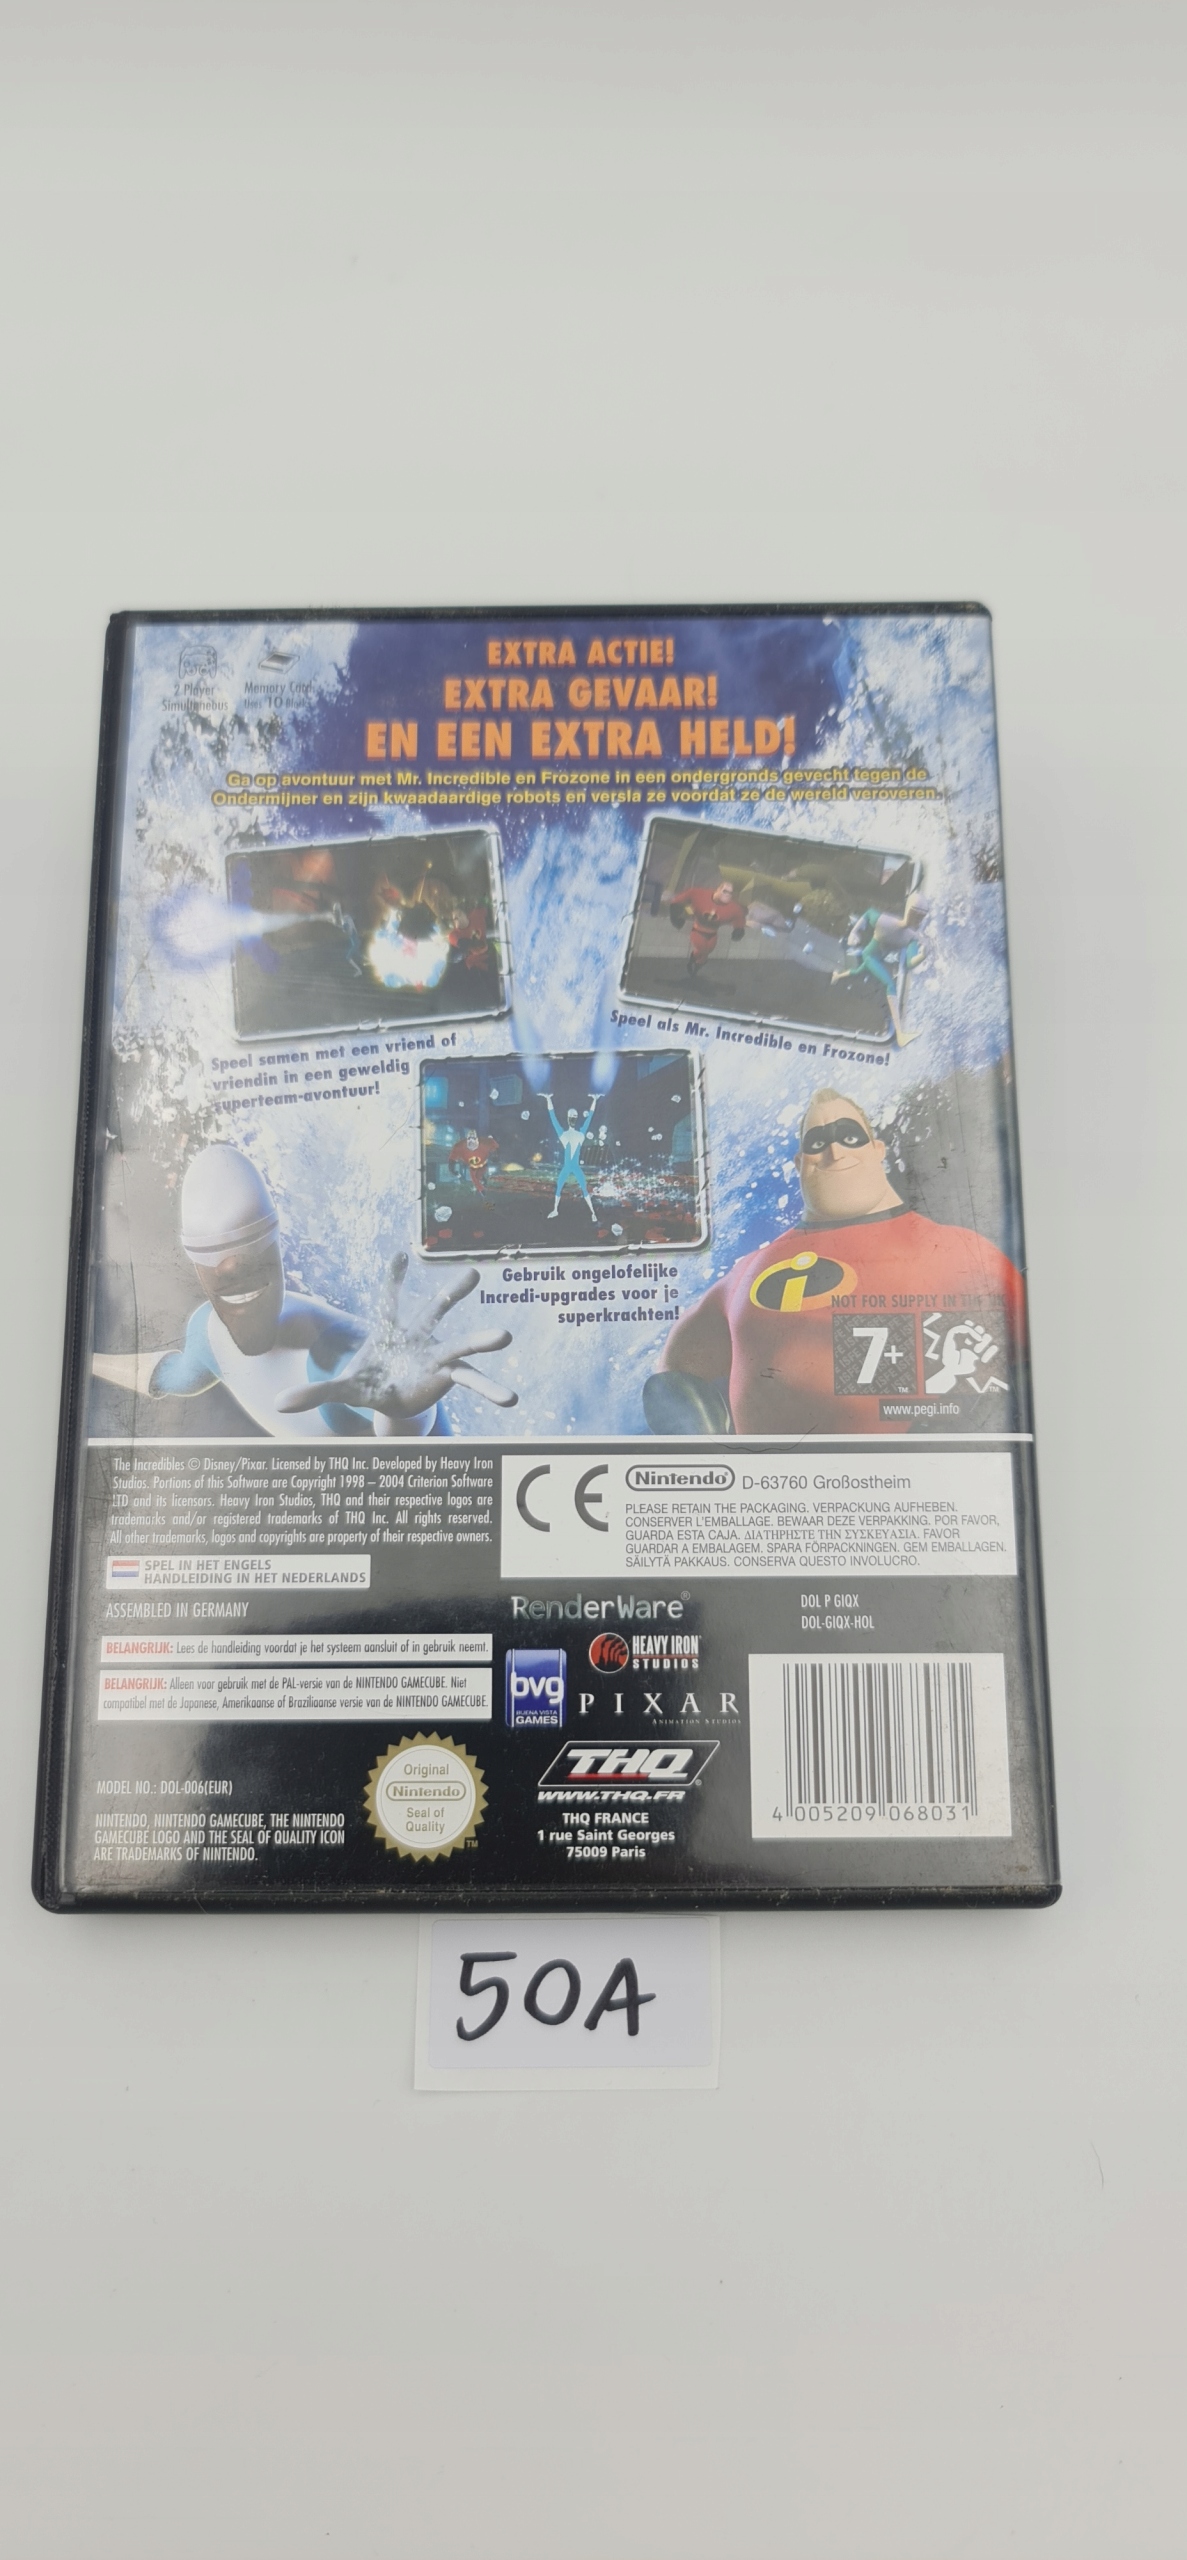 EXTRA ACTIE!
EXTRA GEVAAR!
EN EEN EXTRA HELD!
2 Player
Simultaneous
Memory Card
Uses 10 Blocks
Ga op avontuur met Mr. Incredible en Frozone in een ondergronds gevecht tegen de
Ondermijner en zijn kwaadaardige robots en versla ze voordat ze de wereld veroveren.
Speel samen met een vriend of
vriendin in een geweldig
superteam-avontuur!
Speel als Mr. Incredible en Frozone!
Gebruik ongelofelijke
Incredi-upgrades voor je
superkrachten!
NOT FOR SUPPLY IN THE UK
7+
TM
TM
www.pegi.info
The Incredibles © Disney/Pixar. Licensed by THQ Inc. Developed by Heavy Iron
Studios. Portions of this Software are Copyright 1998 – 2004 Criterion Software
LTD and its licensors. Heavy Iron Studios, THQ and their respective logos are
trademarks and/or registered trademarks of THQ Inc. All rights reserved.
All other trademarks, logos and copyrights are property of their respective owners.
SPEL IN HET ENGELS
HANDLEIDING IN HET NEDERLANDS
ASSEMBLED IN GERMANY
BELANGRIJK: Lees de handleiding voordat je het systeem aansluit of in gebruik neemt.
BELANGRIJK: Alleen voor gebruik met de PAL-versie van de NINTENDO GAMECUBE. Niet
compatibel met de Japanese, Amerikaanse of Braziliaanse versie van de NINTENDO GAMECUBE.
MODEL NO.: DOL-006(EUR)
NINTENDO, NINTENDO GAMECUBE, THE NINTENDO
GAMECUBE LOGO AND THE SEAL OF QUALITY ICON
ARE TRADEMARKS OF NINTENDO.
Original
Nintendo
Seal of
Quality
TM
CE
Nintendo® D-63760 Großostheim
PLEASE RETAIN THE PACKAGING. VERPACKUNG AUFHEBEN.
CONSERVER L'EMBALLAGE. BEWAAR DEZE VERPAKKING. POR FAVOR,
GUARDA ESTA CAJA. ΔΙΑΤΗΡΗΣΤΕ ΤΗΝ ΣΥΣΚΕΥΑΣΙΑ. FAVOR
GUARDAR A EMBALAGEM. SPARA FÖRPACKNINGEN. GEM EMBALLAGEN.
SÄILYTÄ PAKKAUS. CONSERVA QUESTO INVOLUCRO.
RenderWare®
HEAVY IRON
STUDIOS
bvg
BUENA VISTA
GAMES
PIXAR
ANIMATION STUDIOS
THQ®
WWW.THQ.FR
THQ FRANCE
1 rue Saint Georges
75009 Paris
DOL P GIQX
DOL-GIQX-HOL
4 005209 068031
50A